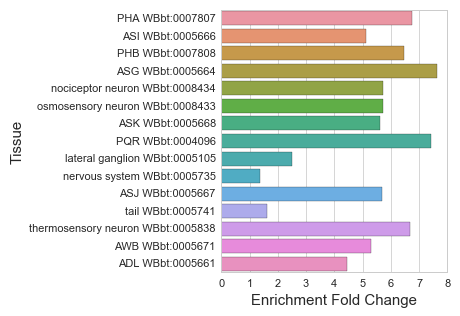 PHA WBbt:0007807
ASI WBbt:0005666
PHB WBbt:0007808
ASG WBbt:0005664
nociceptor neuron WBbt:0008434
osmosensory neuron WBbt:0008433
ASK WBbt:0005668
PQR WBbt:0004096
lateral ganglion WBbt:0005105
nervous system WBbt:0005735
ASJ WBbt:0005667
tail WBbt:0005741
thermosensory neuron WBbt:0005838
AWB WBbt:0005671
ADL WBbt:0005661
Tissue
0 1 2 3 4 5 6 7 8
Enrichment Fold Change